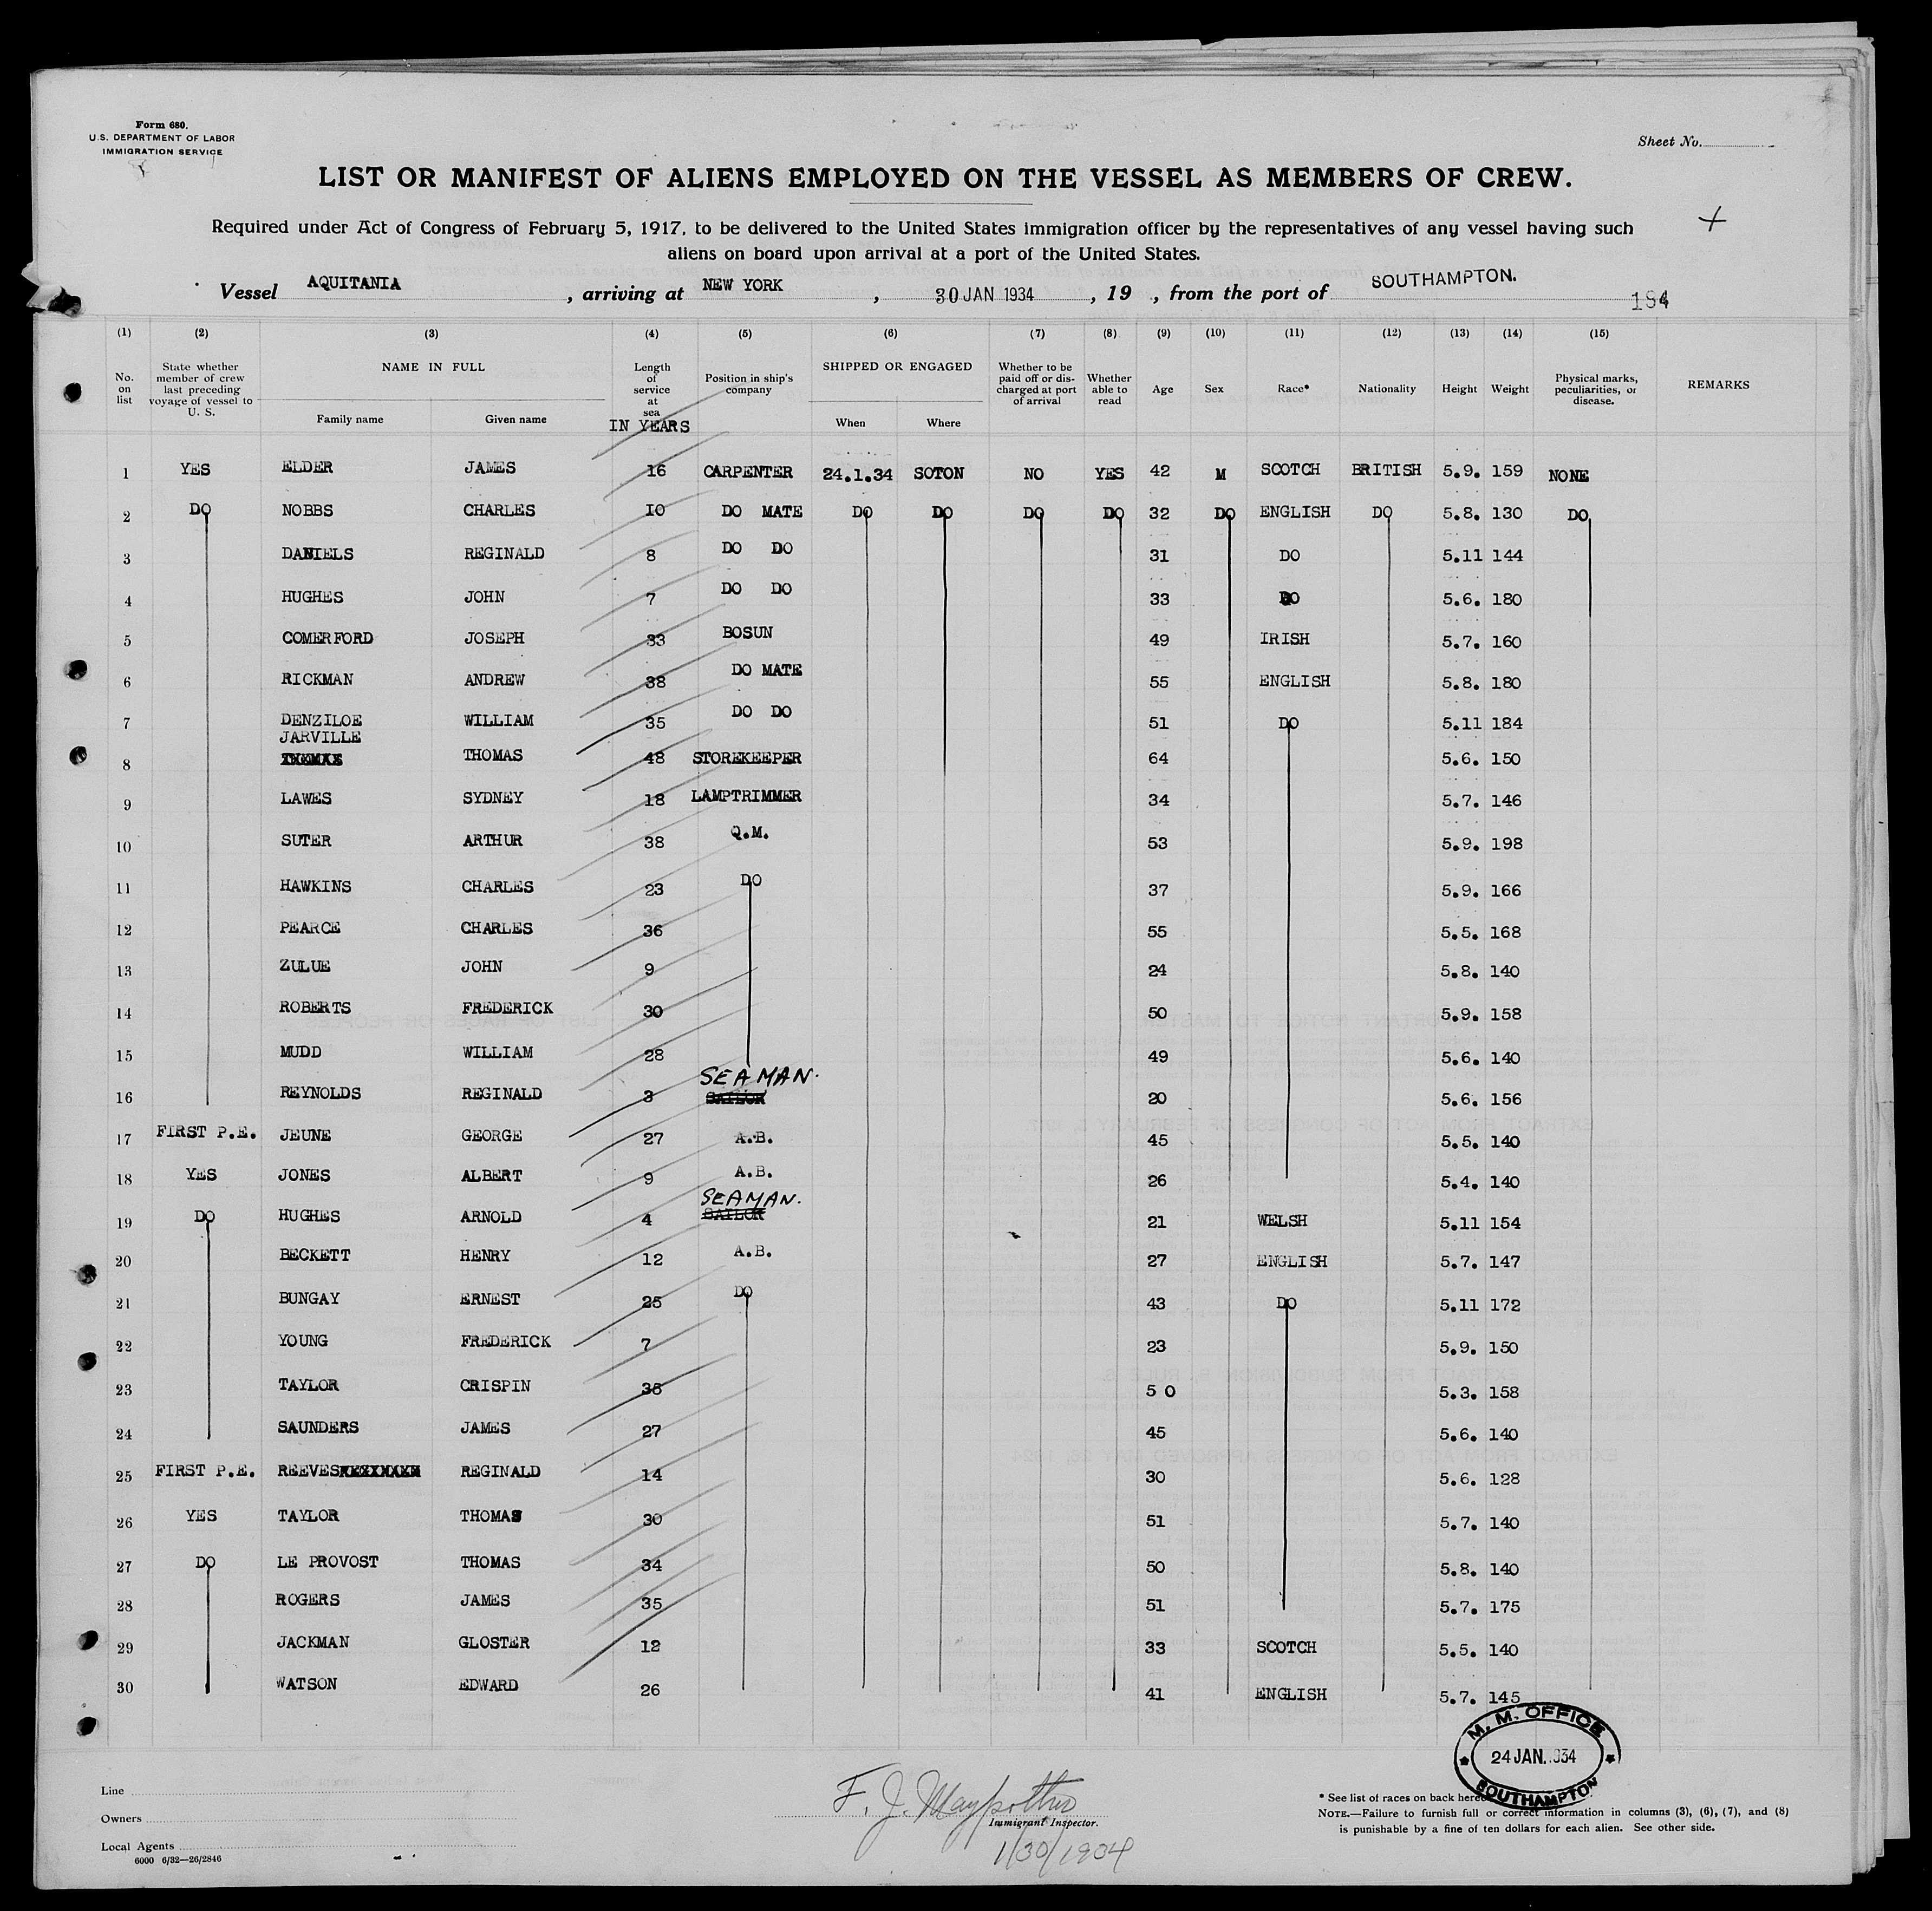 Form 680.
U.S. DEPARTMENT OF LABOR
IMMIGRATION SERVICE
Sheet No.
LIST OR MANIFEST OF ALIENS EMPLOYED ON THE VESSEL AS MEMBERS OF CREW.
Required under Act of Congress of February 5, 1917, to be delivered to the United States immigration officer by the representatives of any vessel having such
aliens on board upon arrival at a port of the United States.
Vessel AQUITANIA, arriving at NEW YORK, 30 JAN 1934, 19 , from the port of SOUTHAMPTON.
184
(1) (2) (3) (4) (5) (6) (7) (8) (9) (10) (11) (12) (13) (14) (15)
No. on list | State whether member of crew last preceding voyage of vessel to U. S. | NAME IN FULL Family name Given name | Length of service at sea IN YEARS | Position in ship's company | SHIPPED OR ENGAGED When Where | Whether to be paid off or discharged at port of arrival | Whether able to read | Age | Sex | Race* | Nationality | Height | Weight | Physical marks, peculiarities, or disease. | REMARKS
1 YES ELDER JAMES 16 CARPENTER 24.1.34 SOTON NO YES 42 M SCOTCH BRITISH 5.9. 159 NONE
2 DO NOBBS CHARLES 10 DO MATE DO DO DO DO 32 DO ENGLISH DO 5.8. 130 DO
3 DANIELS REGINALD 8 DO DO 31 DO 5.11 144
4 HUGHES JOHN 7 DO DO 33 DO 5.6. 180
5 COMERFORD JOSEPH 33 BOSUN 49 IRISH 5.7. 160
6 RICKMAN ANDREW 38 DO MATE 55 ENGLISH 5.8. 180
7 DENZILOE WILLIAM 35 DO DO 51 DO 5.11 184
8 JARVILLE THOMAS 48 STOREKEEPER 64 5.6. 150
9 LAWES SYDNEY 18 LAMPTRIMMER 34 5.7. 146
10 SUTER ARTHUR 38 Q.M. 53 5.9. 198
11 HAWKINS CHARLES 23 DO 37 5.9. 166
12 PEARCE CHARLES 36 55 5.5. 168
13 ZULUE JOHN 9 24 5.8. 140
14 ROBERTS FREDERICK 30 50 5.9. 158
15 MUDD WILLIAM 28 49 5.6. 140
16 REYNOLDS REGINALD 3 SEAMAN. SAILOR 20 5.6. 156
17 FIRST P.E. JEUNE GEORGE 27 A.B. 45 5.5. 140
18 YES JONES ALBERT 9 A.B. 26 5.4. 140
19 DO HUGHES ARNOLD 4 SEAMAN. SAILOR 21 WELSH 5.11 154
20 BECKETT HENRY 12 A.B. 27 ENGLISH 5.7. 147
21 BUNGAY ERNEST 25 DO 43 DO 5.11 172
22 YOUNG FREDERICK 7 23 5.9. 150
23 TAYLOR CRISPIN 36 5 0 5.3. 158
24 SAUNDERS JAMES 27 45 5.6. 140
25 FIRST P.E. REEVES REGINALD 14 30 5.6. 128
26 YES TAYLOR THOMAS 30 51 5.7. 140
27 DO LE PROVOST THOMAS 34 50 5.8. 140
28 ROGERS JAMES 35 51 5.7. 175
29 JACKMAN GLOSTER 12 33 SCOTCH 5.5. 140
30 WATSON EDWARD 26 41 ENGLISH 5.7. 145
M. M. OFFICE
24 JAN. 934
SOUTHAMPTON
Line
Owners
Local Agents
6000 6/32—26/2846
F. J.
Immigrant Inspector.
1/30/1934
* See list of races on back hereof
NOTE.—Failure to furnish full or correct information in columns (3), (6), (7), and (8)
is punishable by a fine of ten dollars for each alien. See other side.